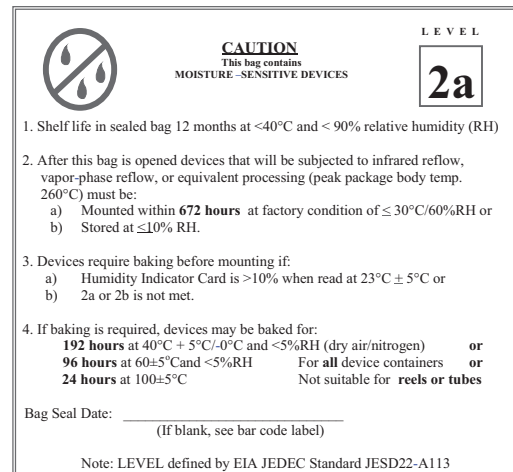 LEVEL
CAUTION
This bag contains
MOISTURE –SENSITIVE DEVICES
2a
1. Shelf life in sealed bag 12 months at <40°C and < 90% relative humidity (RH)
2. After this bag is opened devices that will be subjected to infrared reflow,
vapor-phase reflow, or equivalent processing (peak package body temp.
260°C) must be:
a) Mounted within 672 hours at factory condition of ≤ 30°C/60%RH or
b) Stored at ≤10% RH.
3. Devices require baking before mounting if:
a) Humidity Indicator Card is >10% when read at 23°C ± 5°C or
b) 2a or 2b is not met.
4. If baking is required, devices may be baked for:
192 hours at 40°C + 5°C/-0°C and <5%RH (dry air/nitrogen) or
96 hours at 60±5°Cand <5%RH For all device containers or
24 hours at 100±5°C Not suitable for reels or tubes
Bag Seal Date: ______________________________
(If blank, see bar code label)
Note: LEVEL defined by EIA JEDEC Standard JESD22-A113